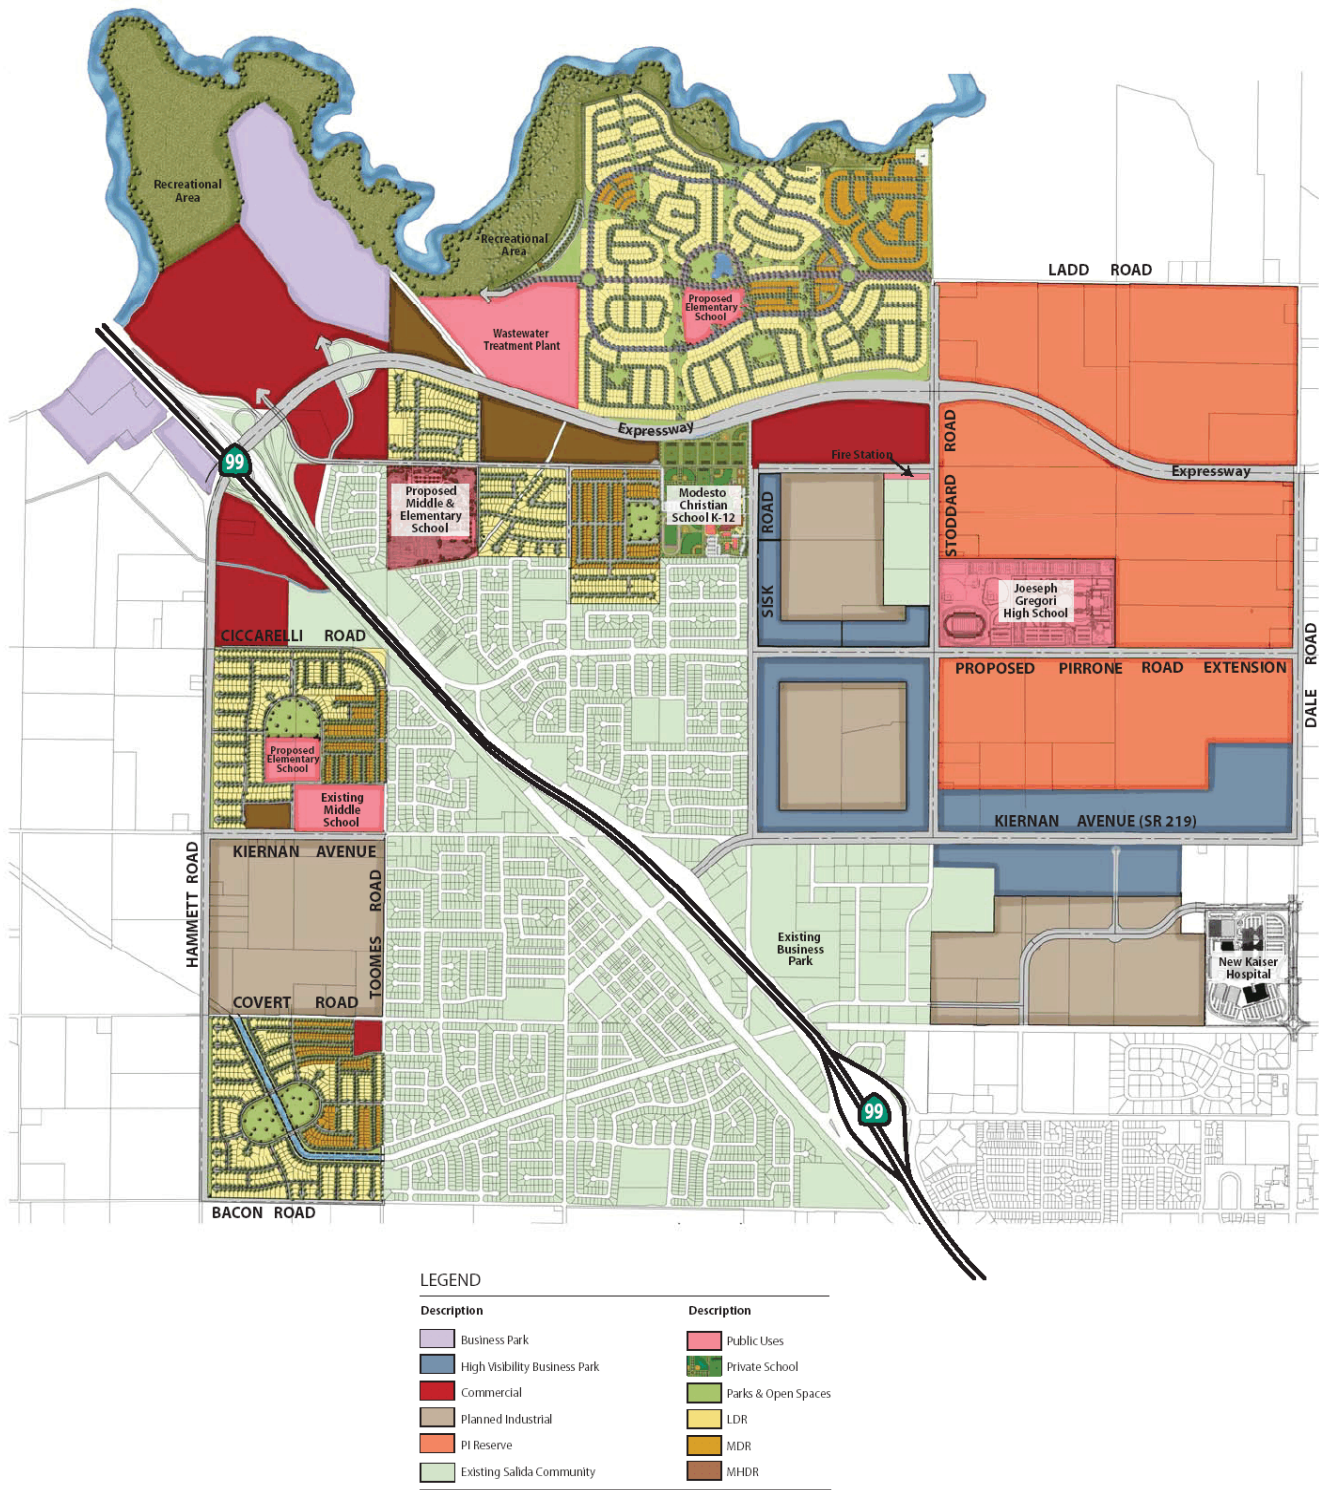 Recreational
Area
Recreational
Area
LADD ROAD
Proposed
Elementary
School
Wastewater
Treatment Plant
Expressway
STODDARD ROAD
Fire Station
Expressway
99
Proposed
Middle &
Elementary
School
Modesto
Christian
School K-12
SISK ROAD
Joeseph
Gregori
High School
CICCARELLI ROAD
PROPOSED PIRRONE ROAD EXTENSION
DALE ROAD
Proposed
Elementary
School
Existing
Middle
School
KIERNAN AVENUE (SR 219)
KIERNAN AVENUE
HAMMETT ROAD
TOOMES ROAD
Existing
Business
Park
New Kaiser
Hospital
COVERT ROAD
99
BACON ROAD
LEGEND
Description
Business Park
High Visibility Business Park
Commercial
Planned Industrial
PI Reserve
Existing Salida Community
Description
Public Uses
Private School
Parks & Open Spaces
LDR
MDR
MHDR